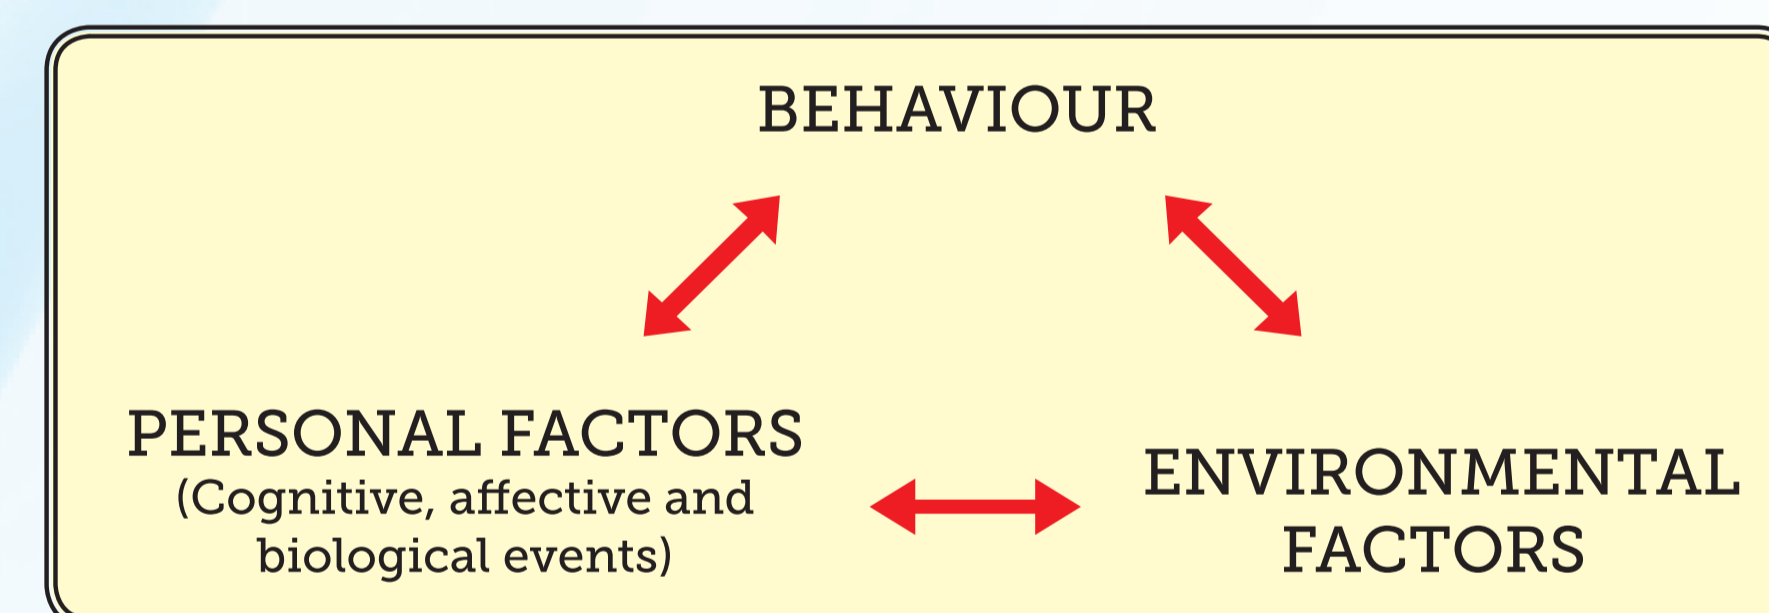 BEHAVIOUR
PERSONAL FACTORS
(Cognitive, affective and
biological events)
ENVIRONMENTAL
FACTORS